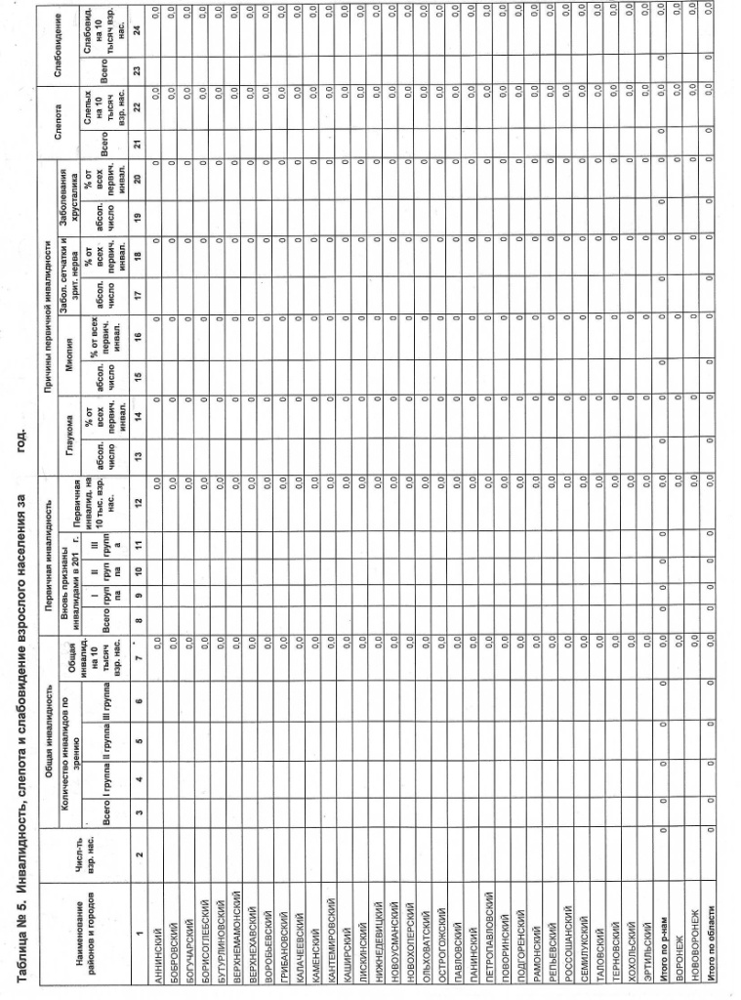 Таблица № 5. Инвалидность, слепота и слабовидение взрослого населения за год.
Наименование районов и городов
Числ-ть взр. нас.
Общая инвалидность
Количество инвалидов по зрению
Всего I группа II группа III группа
Общая инвалид. на 10 тысяч взр. нас.
Первичная инвалидность
Вновь признаны инвалидами в 201 г.
Всего I груп па II груп па III групп а
Первичная инвалид. на 10 тыс. взр. нас.
Причины первичной инвалидности
Глаукома
абсол. число % от всех первич. инвал.
Миопия
абсол. число % от всех первич. инвал.
Забол. сетчатки и зрит. нерва
абсол. число % от всех первич. инвал.
Заболевания хрусталика
абсол. число % от всех первич. инвал.
Слепота
Всего Слепых на 10 тысяч взр. нас.
Слабовидение
Всего Слабовид. на 10 тысяч взр. нас.
1 2 3 4 5 6 7 8 9 10 11 12 13 14 15 16 17 18 19 20 21 22 23 24
АННИНСКИЙ 0,0 0,0 0 0 0 0 0,0 0,0
БОБРОВСКИЙ 0,0 0,0 0 0 0 0 0,0 0,0
БОГУЧАРСКИЙ 0,0 0,0 0 0 0 0 0,0 0,0
БОРИСОГЛЕБСКИЙ 0,0 0,0 0 0 0 0 0,0 0,0
БУТУРЛИНОВСКИЙ 0,0 0,0 0 0 0 0 0,0 0,0
ВЕРХНЕМАМОНСКИЙ 0,0 0,0 0 0 0 0 0,0 0,0
ВЕРХНЕХАВСКИЙ 0,0 0,0 0 0 0 0 0,0 0,0
ВОРОБЬЕВСКИЙ 0,0 0,0 0 0 0 0 0,0 0,0
ГРИБАНОВСКИЙ 0,0 0,0 0 0 0 0 0,0 0,0
КАЛАЧЕЕВСКИЙ 0,0 0,0 0 0 0 0 0,0 0,0
КАМЕНСКИЙ 0,0 0,0 0 0 0 0 0,0 0,0
КАНТЕМИРОВСКИЙ 0,0 0,0 0 0 0 0 0,0 0,0
КАШИРСКИЙ 0,0 0,0 0 0 0 0 0,0 0,0
ЛИСКИНСКИЙ 0,0 0,0 0 0 0 0 0,0 0,0
НИЖНЕДЕВИЦКИЙ 0,0 0,0 0 0 0 0 0,0 0,0
НОВОУСМАНСКИЙ 0,0 0,0 0 0 0 0 0,0 0,0
НОВОХОПЕРСКИЙ 0,0 0,0 0 0 0 0 0,0 0,0
ОЛЬХОВАТСКИЙ 0,0 0,0 0 0 0 0 0,0 0,0
ОСТРОГОЖСКИЙ 0,0 0,0 0 0 0 0 0,0 0,0
ПАВЛОВСКИЙ 0,0 0,0 0 0 0 0 0,0 0,0
ПАНИНСКИЙ 0,0 0,0 0 0 0 0 0,0 0,0
ПЕТРОПАВЛОВСКИЙ 0,0 0,0 0 0 0 0 0,0 0,0
ПОВОРИНСКИЙ 0,0 0,0 0 0 0 0 0,0 0,0
ПОДГОРЕНСКИЙ 0,0 0,0 0 0 0 0 0,0 0,0
РАМОНСКИЙ 0,0 0,0 0 0 0 0 0,0 0,0
РЕПЬЕВСКИЙ 0,0 0,0 0 0 0 0 0,0 0,0
РОССОШАНСКИЙ 0,0 0,0 0 0 0 0 0,0 0,0
СЕМИЛУКСКИЙ 0,0 0,0 0 0 0 0 0,0 0,0
ТАЛОВСКИЙ 0,0 0,0 0 0 0 0 0,0 0,0
ТЕРНОВСКИЙ 0,0 0,0 0 0 0 0 0,0 0,0
ХОХОЛЬСКИЙ 0,0 0,0 0 0 0 0 0,0 0,0
ЭРТИЛЬСКИЙ 0,0 0,0 0 0 0 0 0,0 0,0
Итого по р-нам 0 0 0 0 0 0,0 0 0 0 0 0,0 0 0,0 0 0,0 0 0 0 0 0 0,0 0 0,0
ВОРОНЕЖ 0,0 0,0 0 0 0 0 0,0 0,0
НОВОВОРОНЕЖ 0,0 0,0 0 0 0 0 0,0 0,0
Итого по области 0 0 0 0 0 0,0 0 0 0 0 0,0 0 0 0 0 0 0 0 0 0 0,0 0 0,0